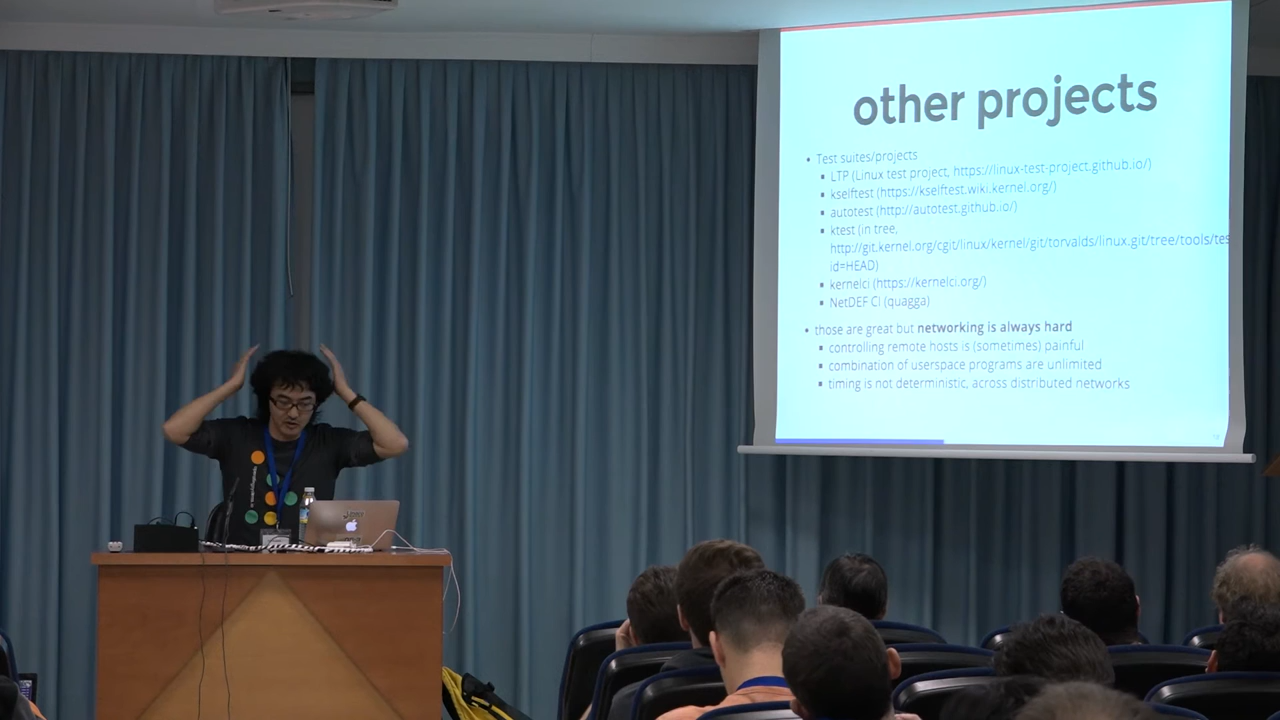 other projects
• Test suites/projects
▪ LTP (Linux test project, https://linux-test-project.github.io/)
▪ kselftest (https://kselftest.wiki.kernel.org/)
▪ autotest (http://autotest.github.io/)
▪ ktest (in tree,
http://git.kernel.org/cgit/linux/kernel/git/torvalds/linux.git/tree/tools/tes
id=HEAD)
▪ kernelci (https://kernelci.org/)
▪ NetDEF CI (quagga)
• those are great but networking is always hard
▪ controlling remote hosts is (sometimes) painful
▪ combination of userspace programs are unlimited
▪ timing is not deterministic, across distributed networks